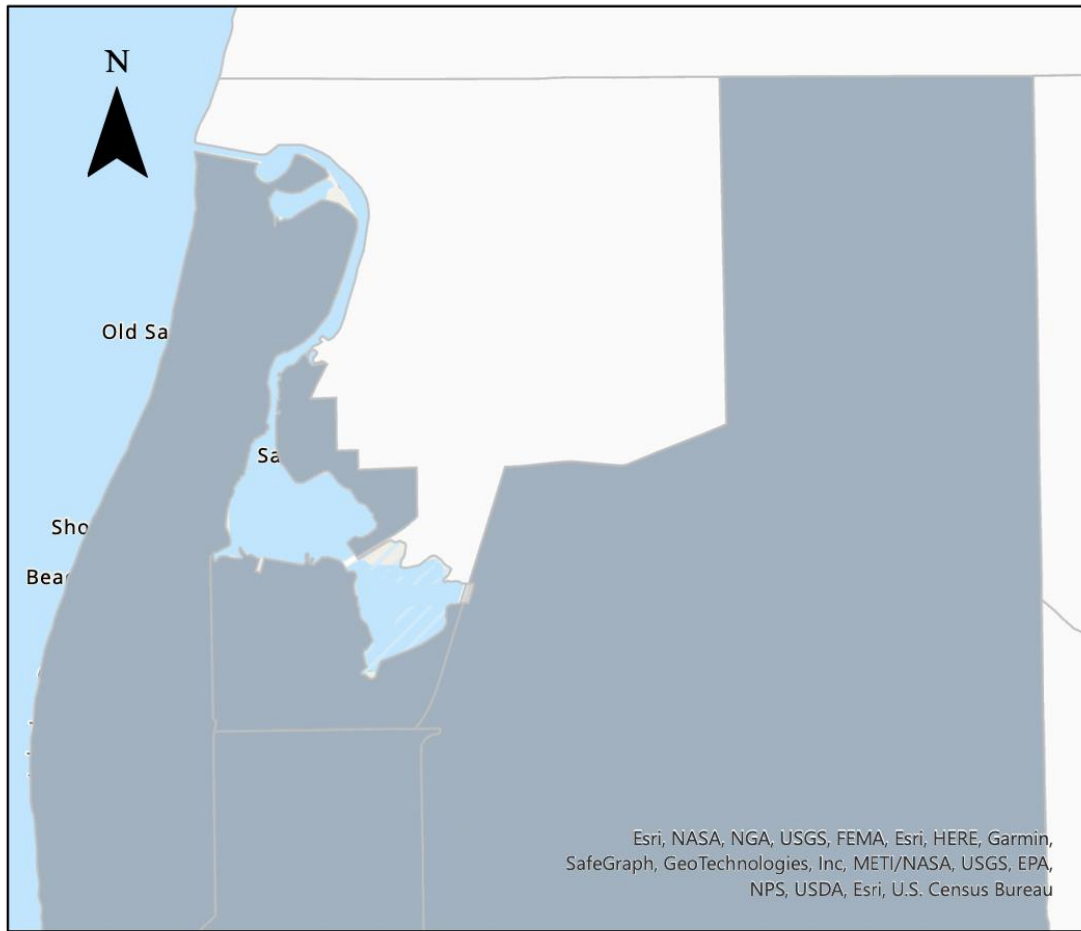 N
Old Sa
Sa
Sho
Bea
Esri, NASA, NGA, USGS, FEMA, Esri, HERE, Garmin,
SafeGraph, GeoTechnologies, Inc, METI/NASA, USGS, EPA,
NPS, USDA, Esri, U.S. Census Bureau